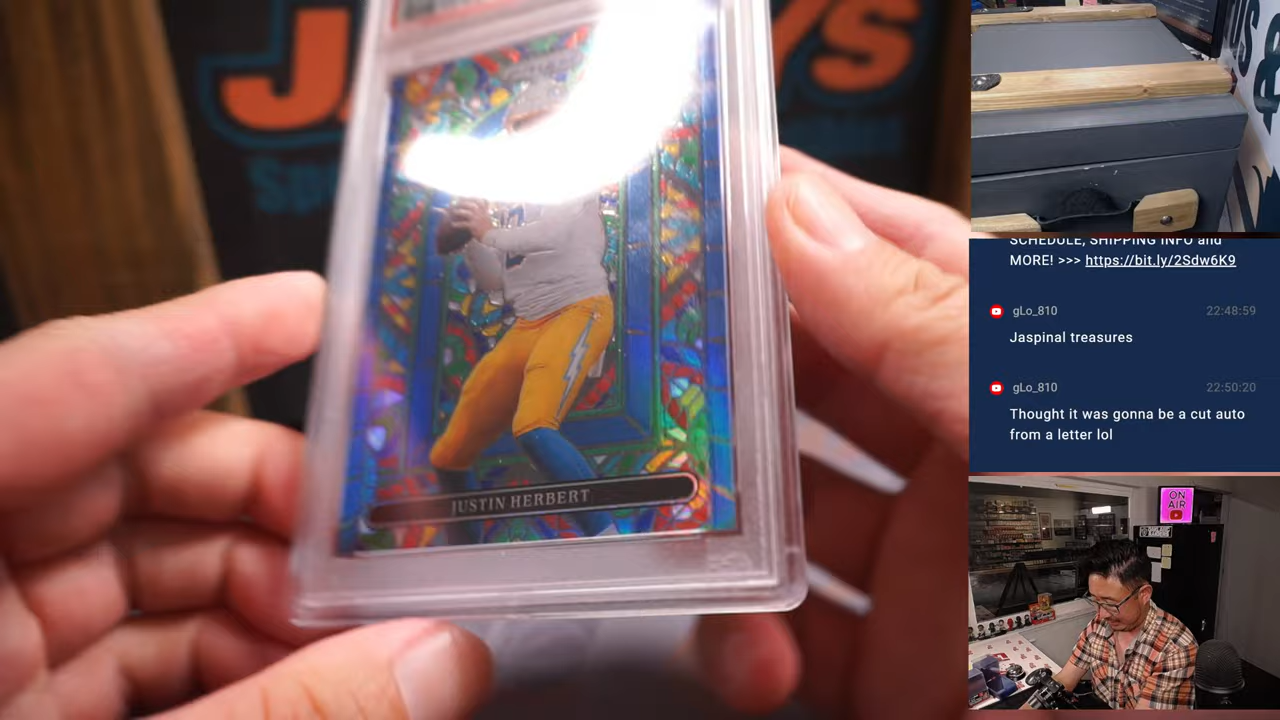 JUSTIN HERBERT
SCHEDULE, SHIPPING INFO and
MORE! >>> https://bit.ly/2Sdw6K9
gLo_810 22:48:59
Jaspinal treasures
gLo_810 22:50:20
Thought it was gonna be a cut auto
from a letter lol
ON
AIR